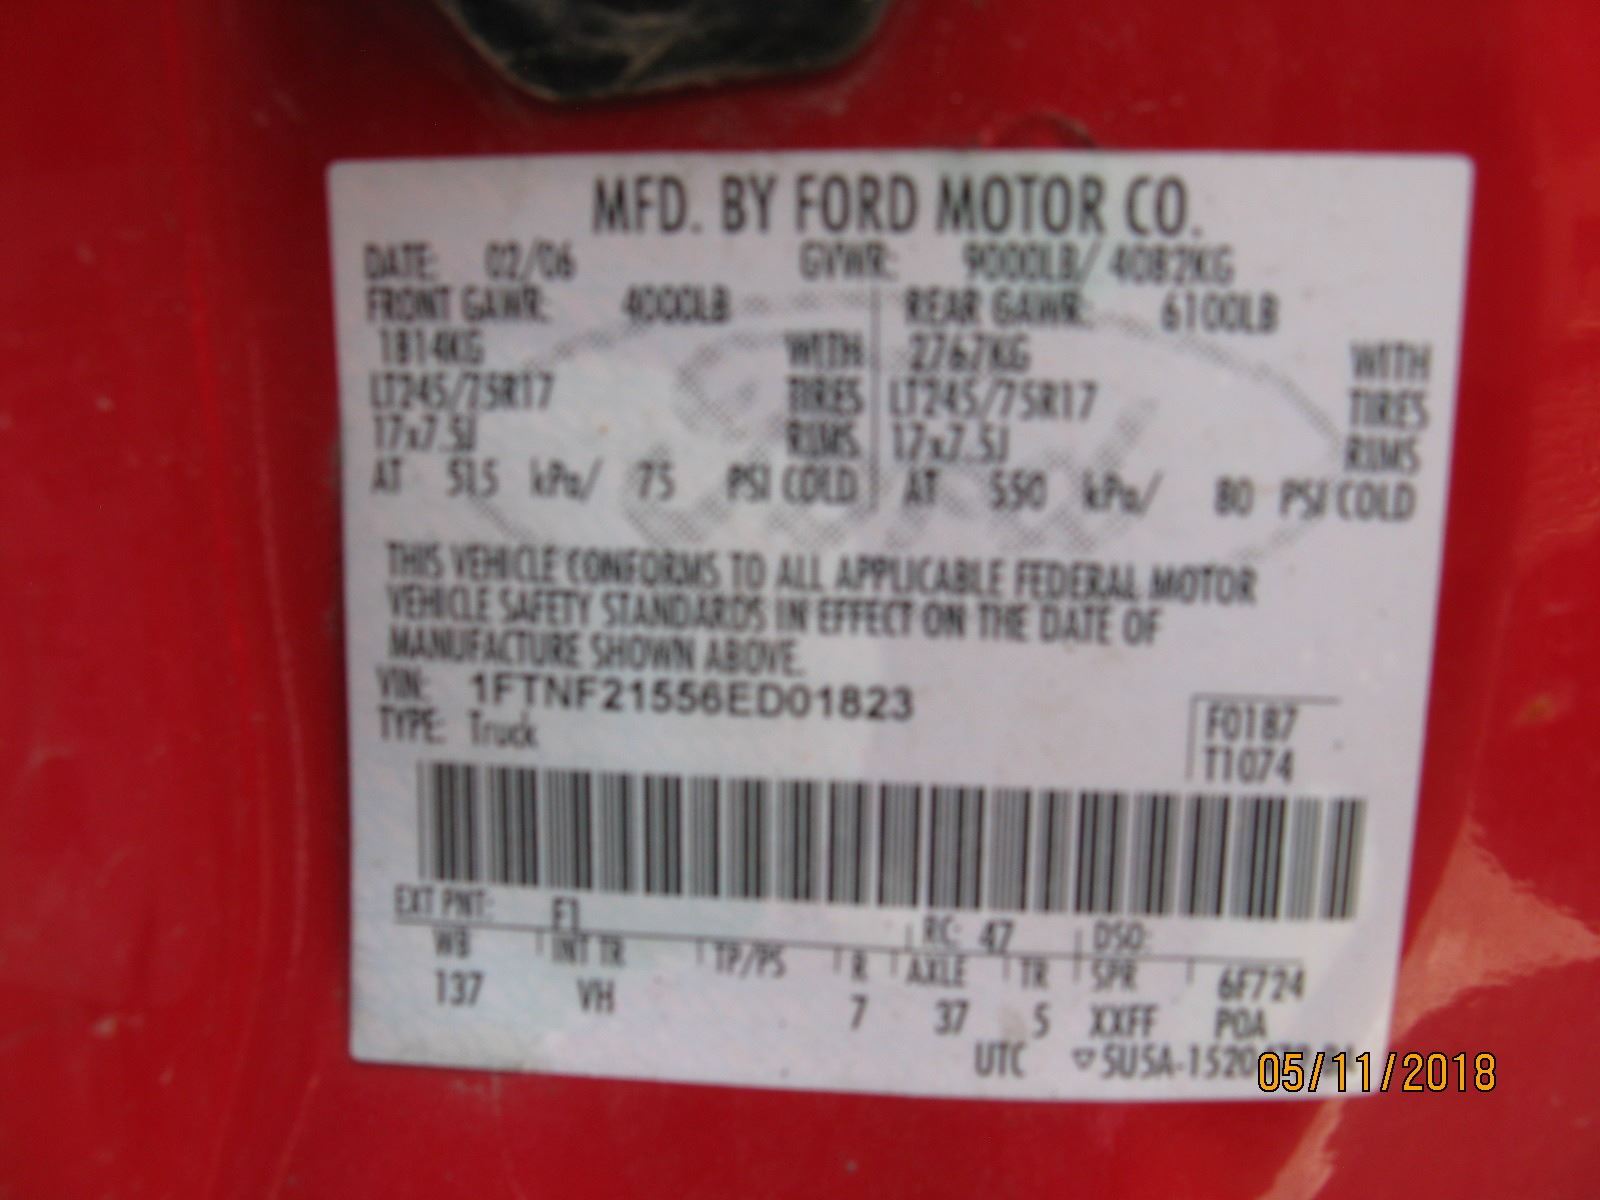 MFD. BY FORD MOTOR CO.
DATE: 02/06 GVWR: 9000LB/ 4082KG
FRONT GAWR: 4000LB REAR GAWR: 6100LB
1814KG WITH 2767KG WITH
LT245/75R17 TIRES LT245/75R17 TIRES
17x7.5J RIMS 17x7.5J RIMS
AT 515 kPa/ 75 PSI COLD AT 550 kPa/ 80 PSI COLD
THIS VEHICLE CONFORMS TO ALL APPLICABLE FEDERAL MOTOR
VEHICLE SAFETY STANDARDS IN EFFECT ON THE DATE OF
MANUFACTURE SHOWN ABOVE.
VIN: 1FTNF21556ED01823
TYPE: Truck
F0187
T1074
EXT PNT: F1 RC: 47 DSO:
WB INT TR TP/PS R AXLE TR SPR 6F724
137 VH 7 37 5 XXFF POA
UTC
05/11/2018